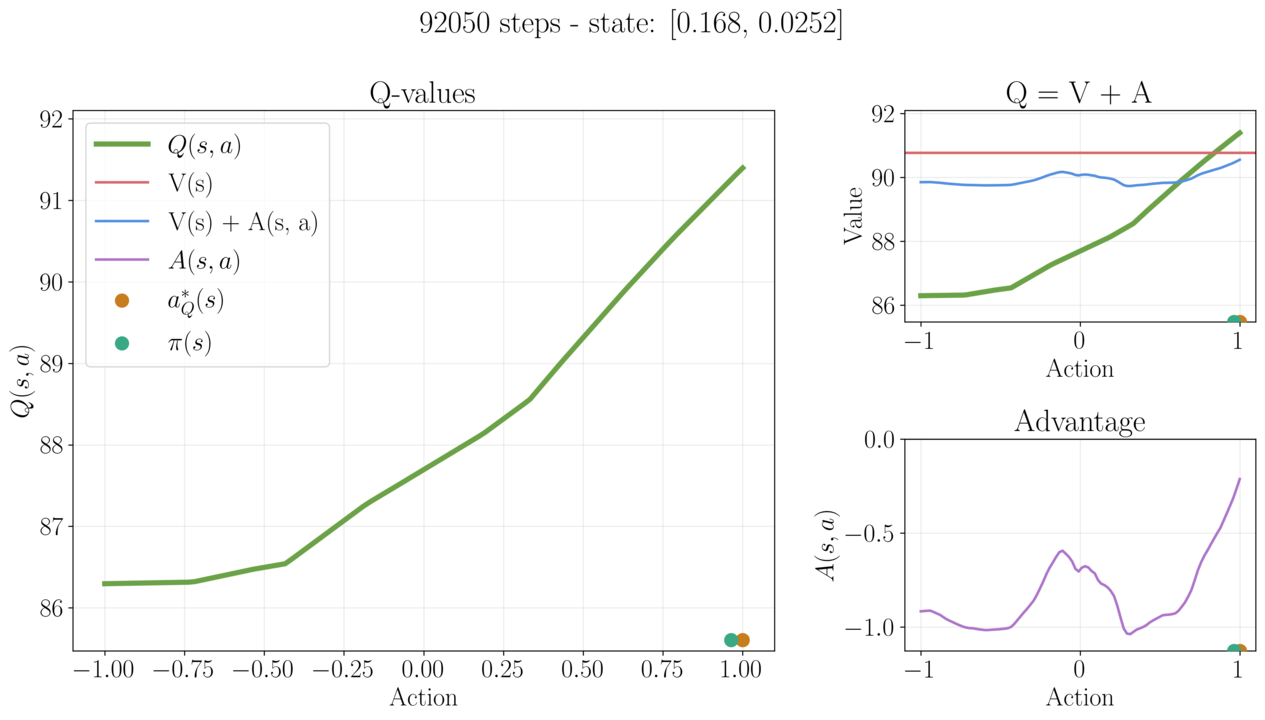 92050 steps - state: [0.168, 0.0252]
Q-values
92
91
90
89
88
87
86
Q(s, a)
Q(s, a)
V(s)
V(s) + A(s, a)
A(s, a)
a*_Q(s)
π(s)
−1.00 −0.75 −0.50 −0.25 0.00 0.25 0.50 0.75 1.00
Action
Q = V + A
92
90
88
86
Value
−1 0 1
Action
Advantage
0.0
−0.5
−1.0
A(s, a)
−1 0 1
Action